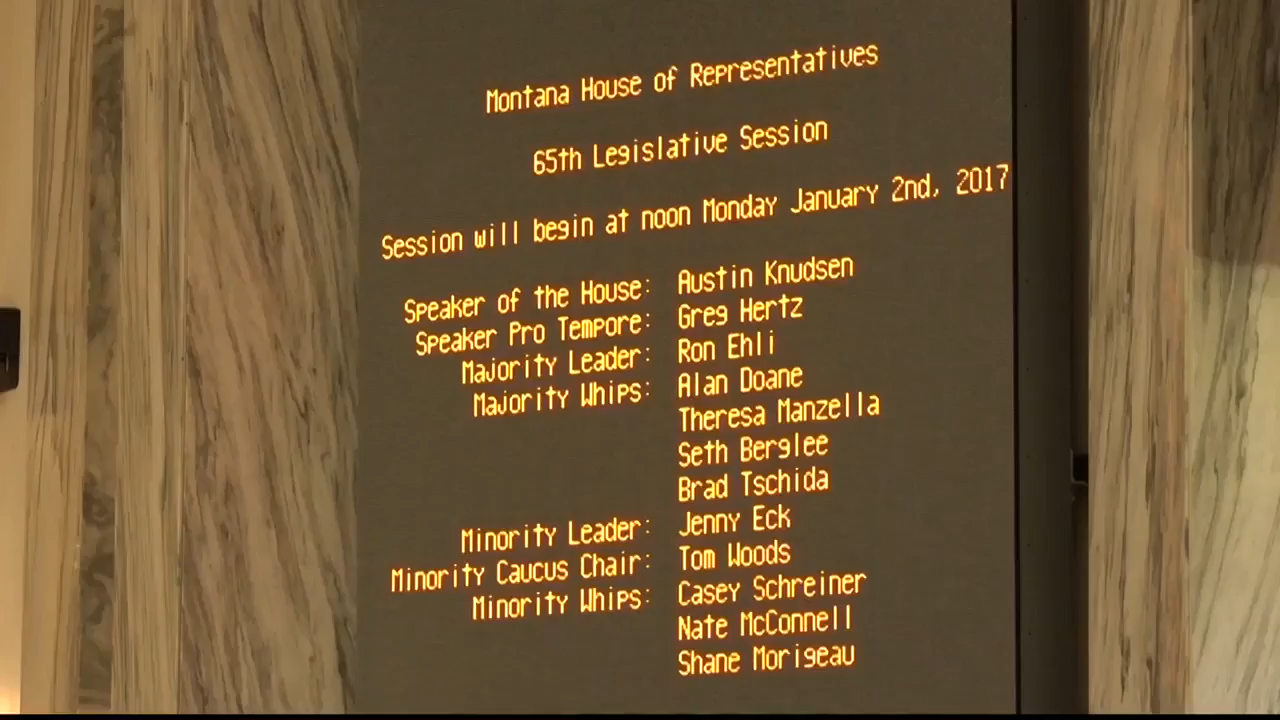 Montana House of Representatives
65th Legislative Session
Session will begin at noon Monday January 2nd, 2017
Speaker of the House: Austin Knudsen
Speaker Pro Tempore: Greg Hertz
Majority Leader: Ron Ehli
Majority Whips: Alan Doane
Theresa Manzella
Seth Berglee
Brad Tschida
Minority Leader: Jenny Eck
Minority Caucus Chair: Tom Woods
Minority Whips: Casey Schreiner
Nate McConnell
Shane Morigeau